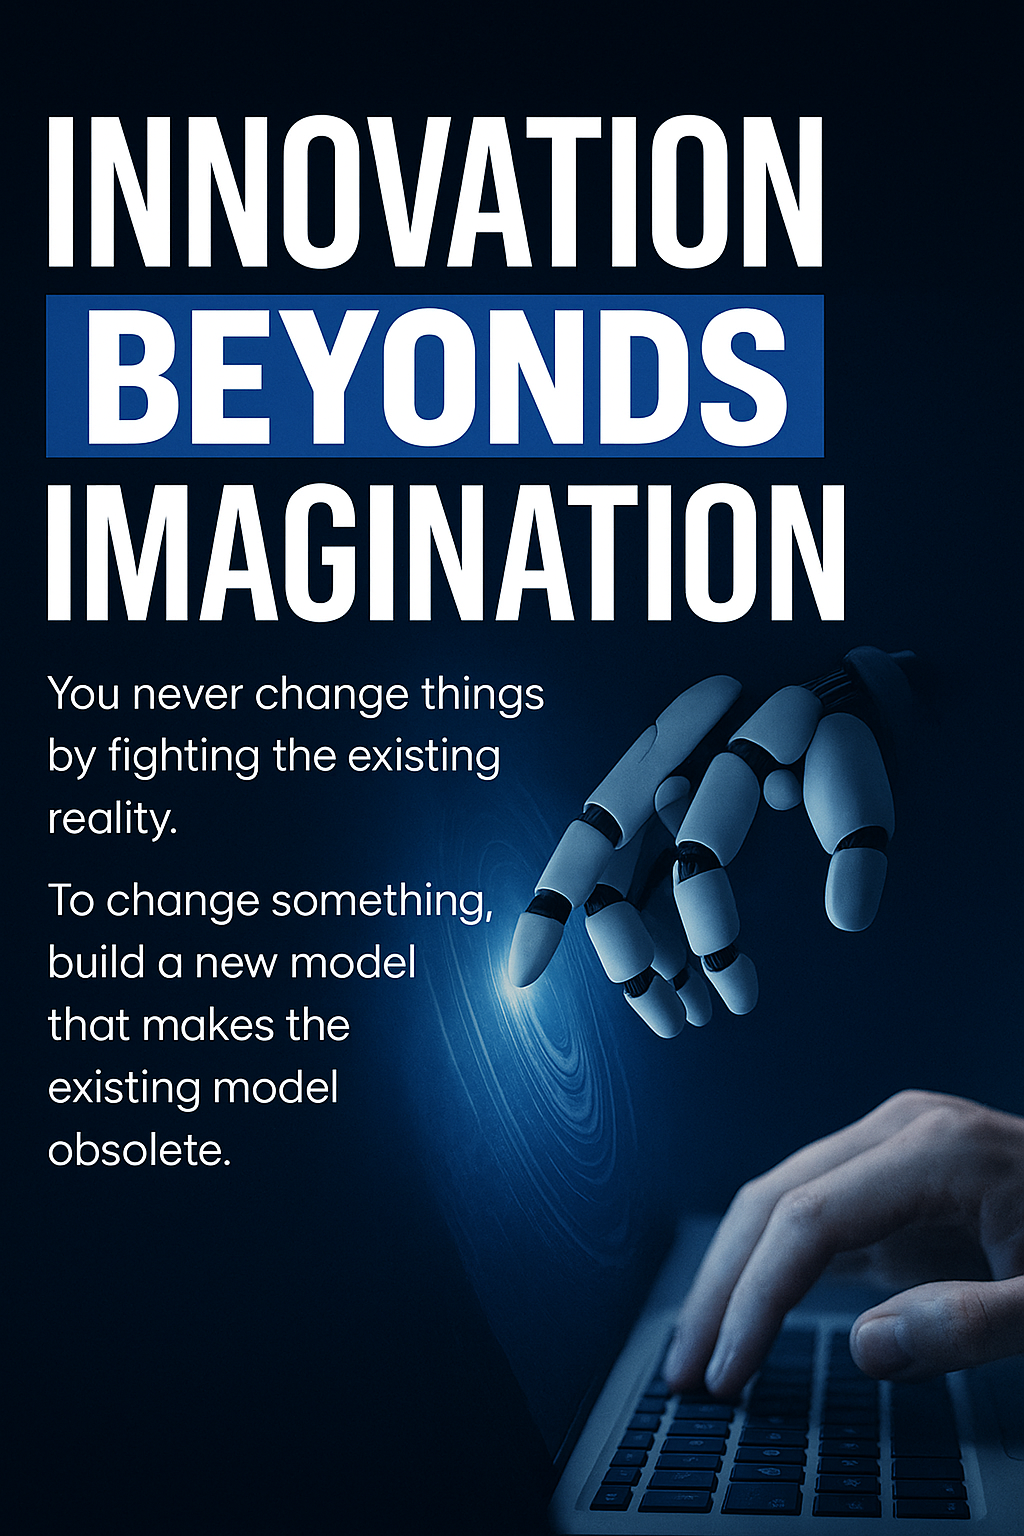 INNOVATION
BEYONDS
IMAGINATION
You never change things
by fighting the existing
reality.
To change something,
build a new model
that makes the
existing model
obsolete.